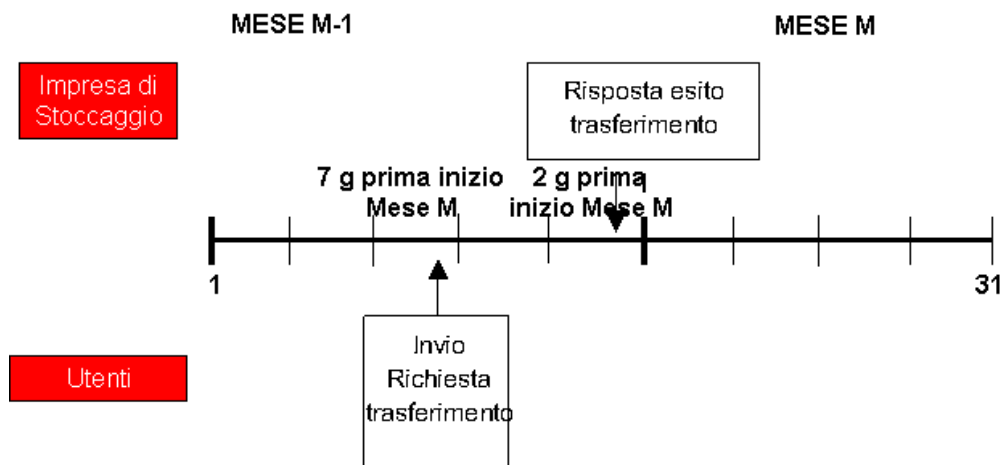 MESE M-1
MESE M
Impresa di
Stoccaggio
Risposta esito
trasferimento
7 g prima inizio
Mese M
2 g prima
inizio Mese M
1
31
Invio
Richiesta
trasferimento
Utenti